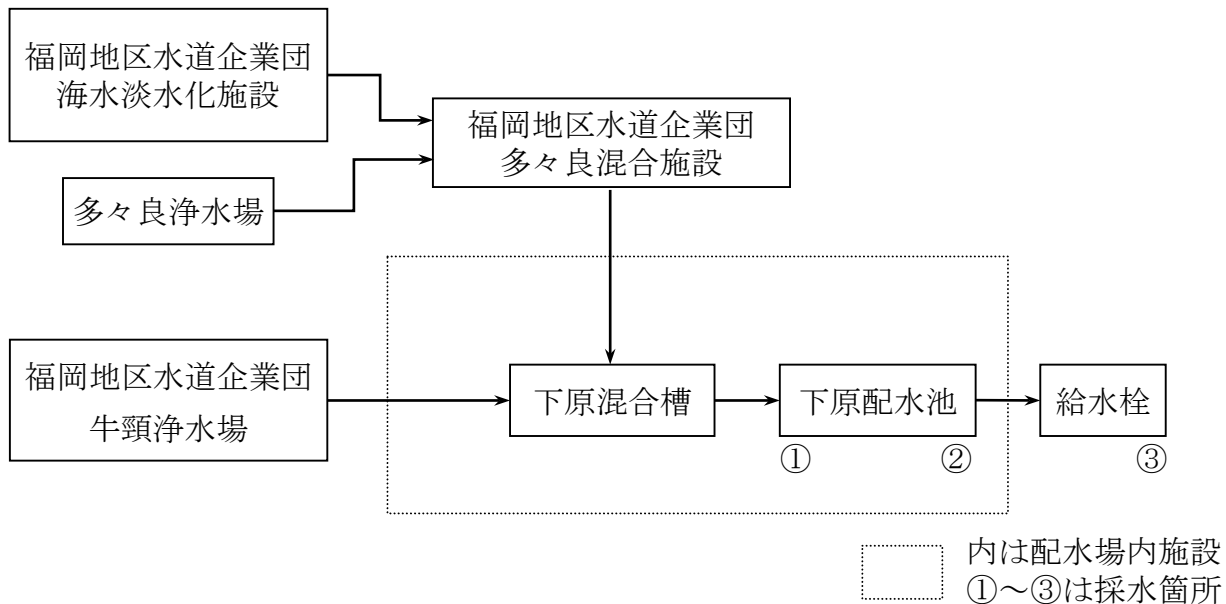 福岡地区水道企業団
海水淡水化施設
福岡地区水道企業団
多々良混合施設
多々良浄水場
福岡地区水道企業団
牛頸浄水場
下原混合槽
下原配水池
給水栓
①
②
③
内は配水場内施設
①～③は採水箇所